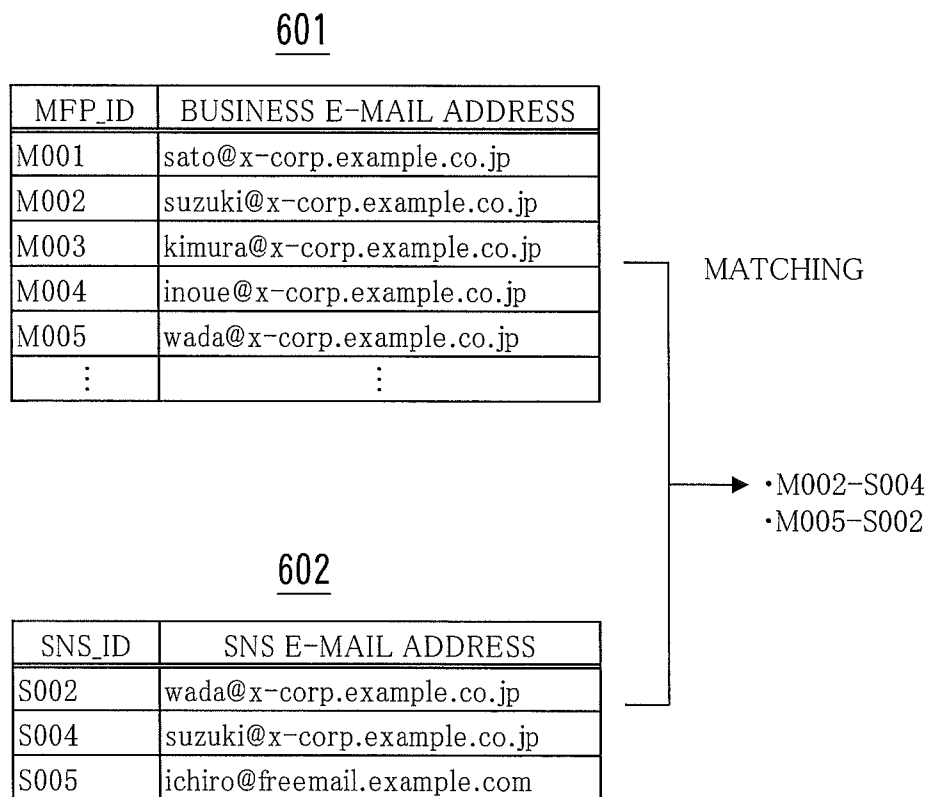 601
MFP_ID BUSINESS E-MAIL ADDRESS
M001 sato@x-corp.example.co.jp
M002 suzuki@x-corp.example.co.jp
M003 kimura@x-corp.example.co.jp
M004 inoue@x-corp.example.co.jp
M005 wada@x-corp.example.co.jp
⋮ ⋮
MATCHING
・M002-S004
・M005-S002
602
SNS_ID SNS E-MAIL ADDRESS
S002 wada@x-corp.example.co.jp
S004 suzuki@x-corp.example.co.jp
S005 ichiro@freemail.example.com